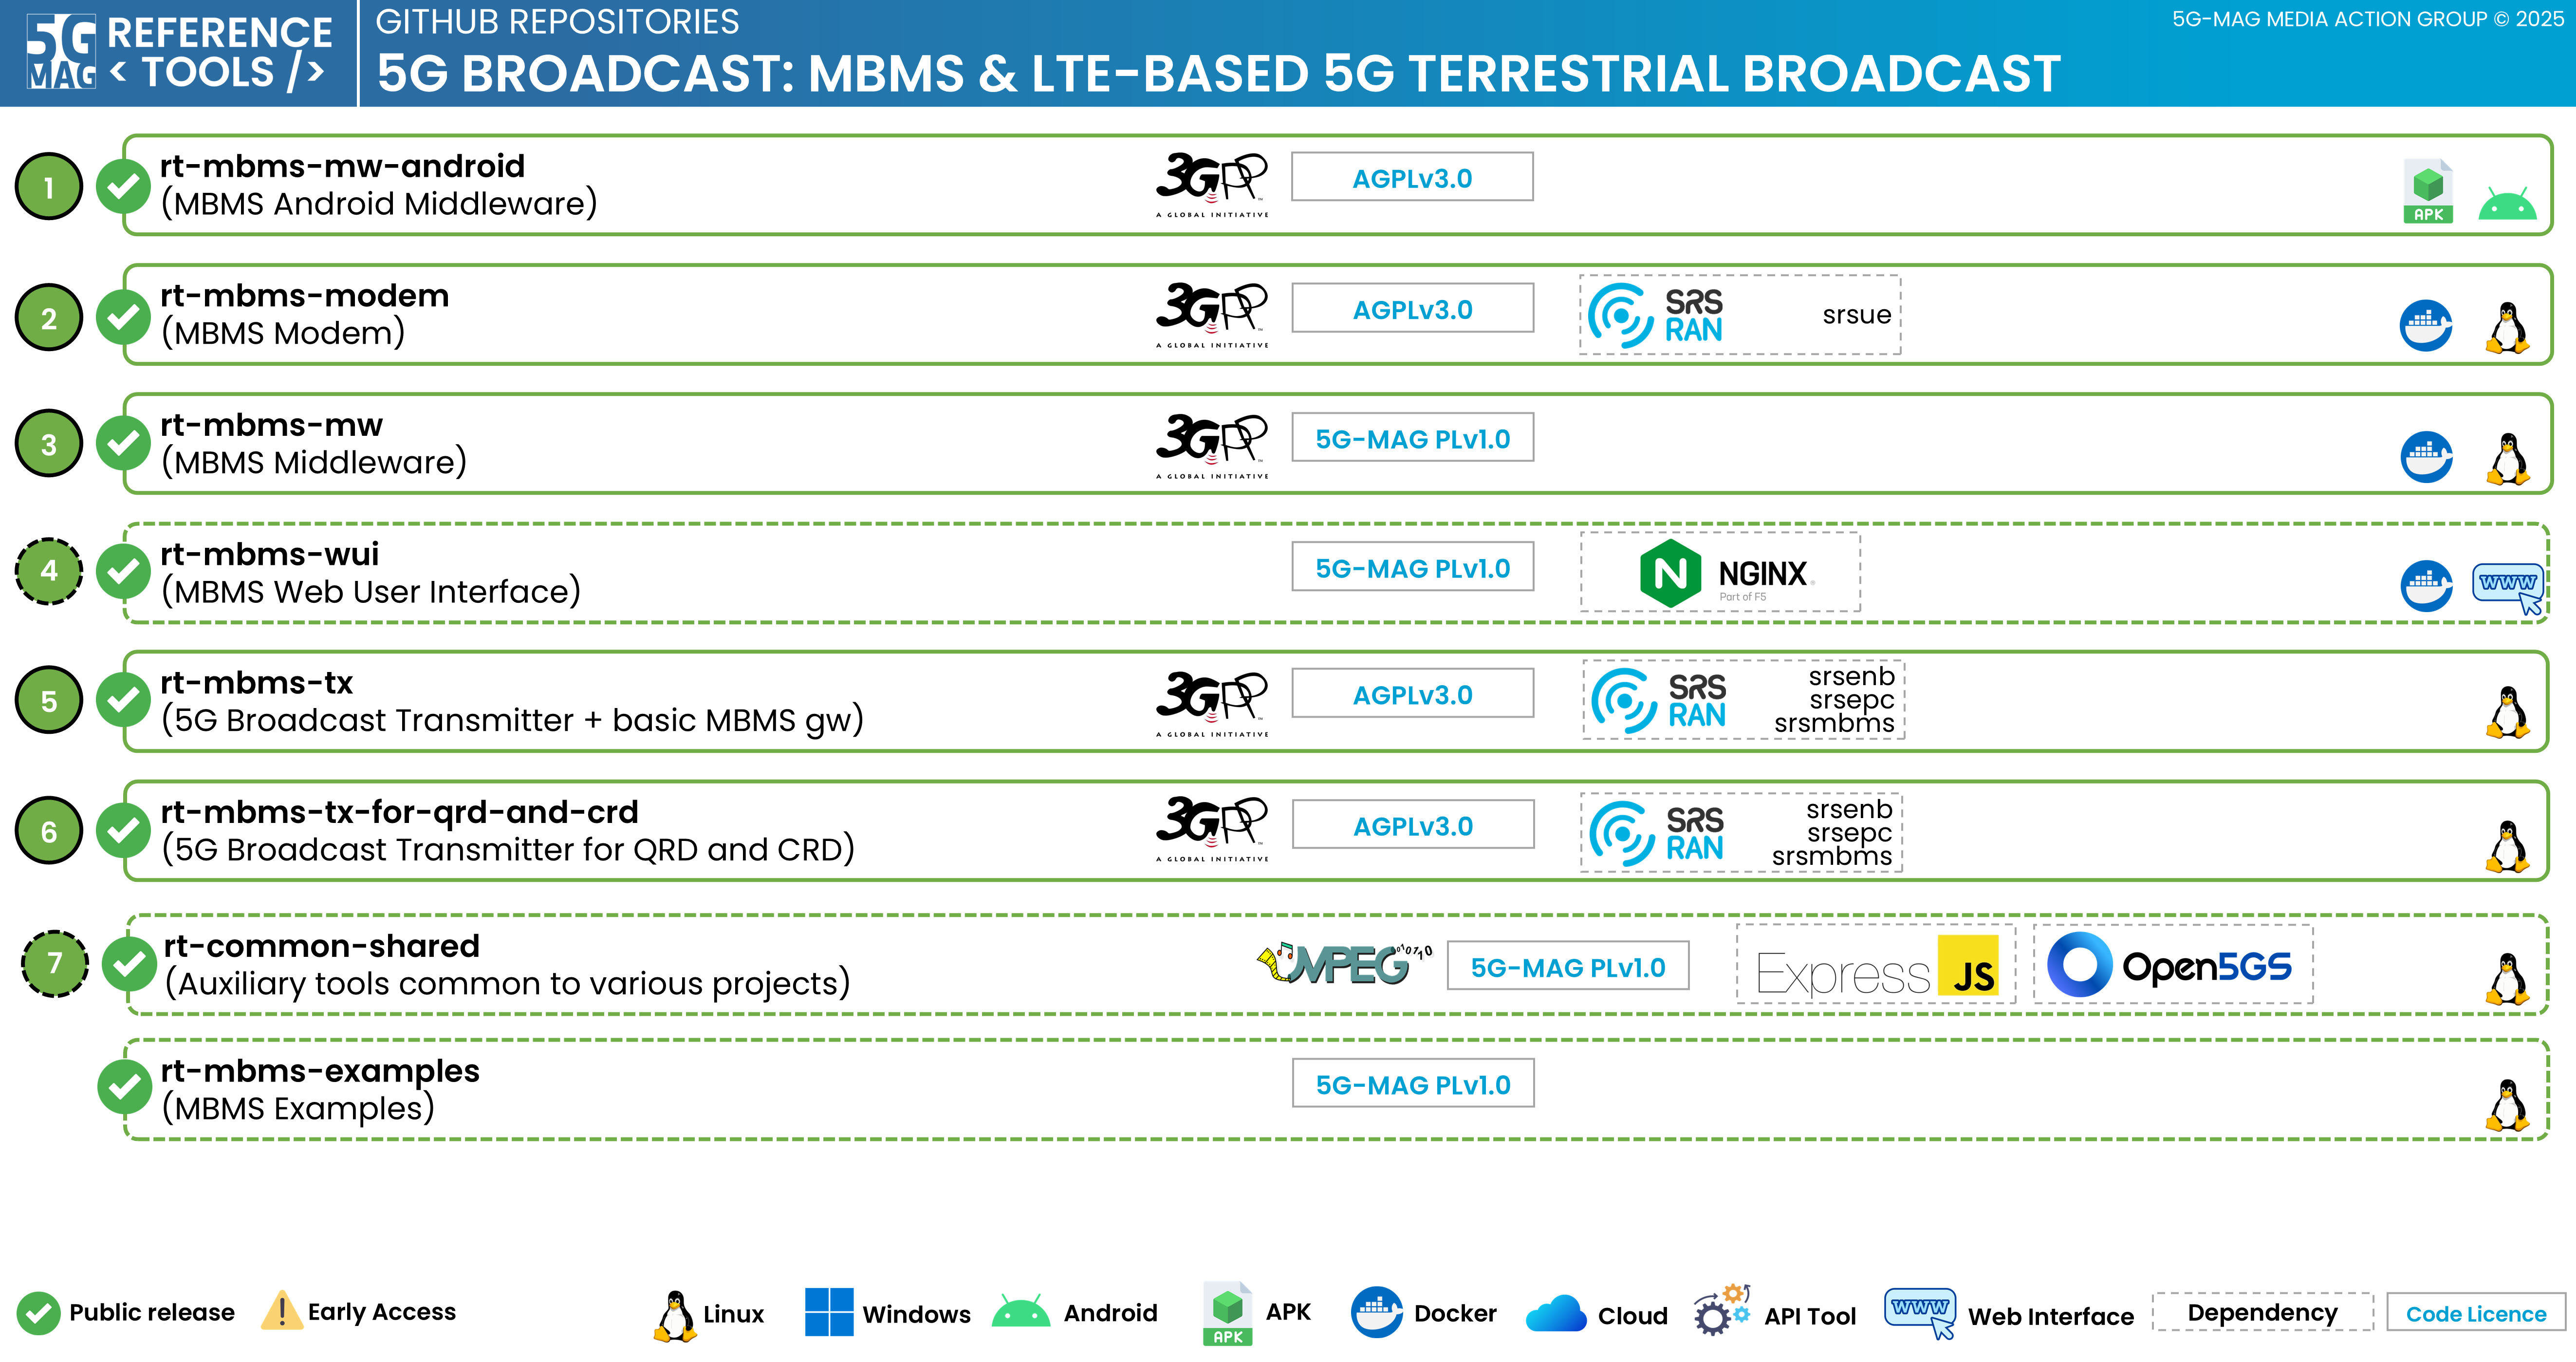 5G MAG
REFERENCE
< TOOLS />
GITHUB REPOSITORIES
5G BROADCAST: MBMS & LTE-BASED 5G TERRESTRIAL BROADCAST
5G-MAG MEDIA ACTION GROUP © 2025
1
rt-mbms-mw-android
(MBMS Android Middleware)
3GPP™
A GLOBAL INITIATIVE
AGPLv3.0
APK
2
rt-mbms-modem
(MBMS Modem)
3GPP™
A GLOBAL INITIATIVE
AGPLv3.0
SRS
RAN
srsue
3
rt-mbms-mw
(MBMS Middleware)
3GPP™
A GLOBAL INITIATIVE
5G-MAG PLv1.0
4
rt-mbms-wui
(MBMS Web User Interface)
5G-MAG PLv1.0
N
NGINX
Part of F5
WWW
5
rt-mbms-tx
(5G Broadcast Transmitter + basic MBMS gw)
3GPP™
A GLOBAL INITIATIVE
AGPLv3.0
SRS
RAN
srsenb
srsepc
srsmbms
6
rt-mbms-tx-for-qrd-and-crd
(5G Broadcast Transmitter for QRD and CRD)
3GPP™
A GLOBAL INITIATIVE
AGPLv3.0
SRS
RAN
srsenb
srsepc
srsmbms
7
rt-common-shared
(Auxiliary tools common to various projects)
MPEG
5G-MAG PLv1.0
Express JS
Open5GS
rt-mbms-examples
(MBMS Examples)
5G-MAG PLv1.0
Public release
Early Access
Linux
Windows
Android
APK
APK
Docker
Cloud
API Tool
WWW
Web Interface
Dependency
Code Licence